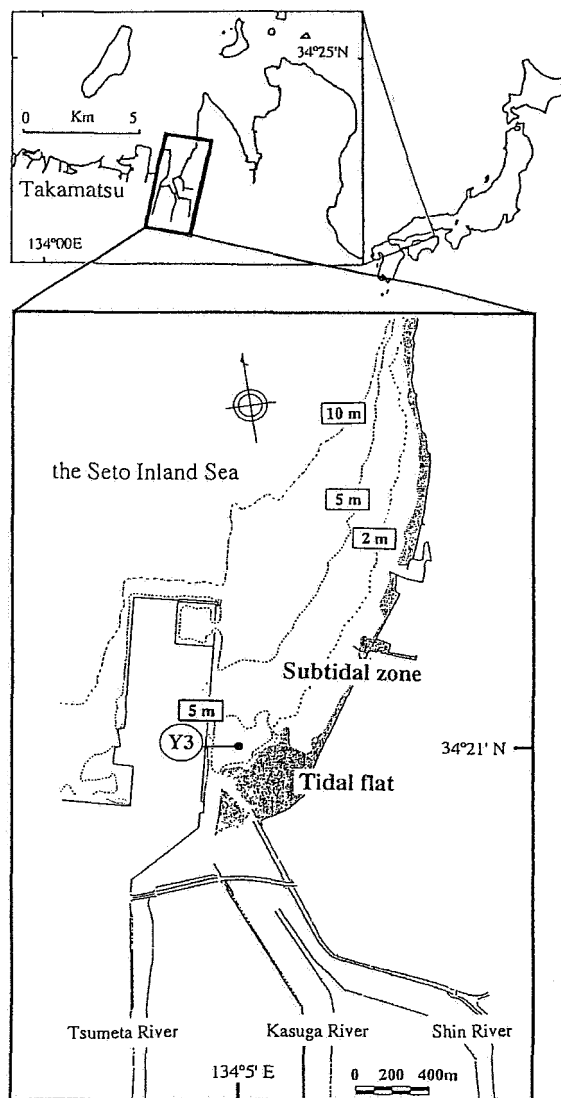 34°25'N
0 Km 5
Takamatsu
134°00E
10 m
the Seto Inland Sea
5 m
2 m
Subtidal zone
5 m
Y3
34°21' N
Tidal flat
Tsumeta River
Kasuga River
Shin River
134°5' E
0 200 400m